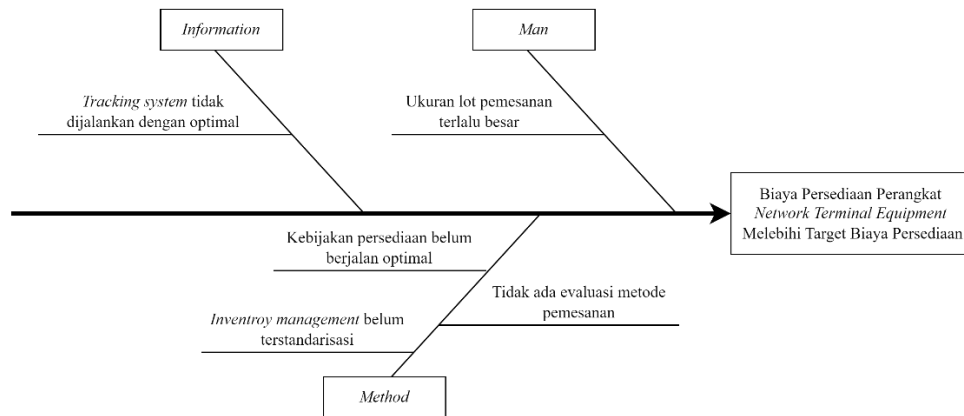 Information
Man
Tracking system tidak
dijalankan dengan optimal
Ukuran lot pemesanan
terlalu besar
Biaya Persediaan Perangkat
Network Terminal Equipment
Melebihi Target Biaya Persediaan
Kebijakan persediaan belum
berjalan optimal
Tidak ada evaluasi metode
pemesanan
Inventroy management belum
terstandarisasi
Method